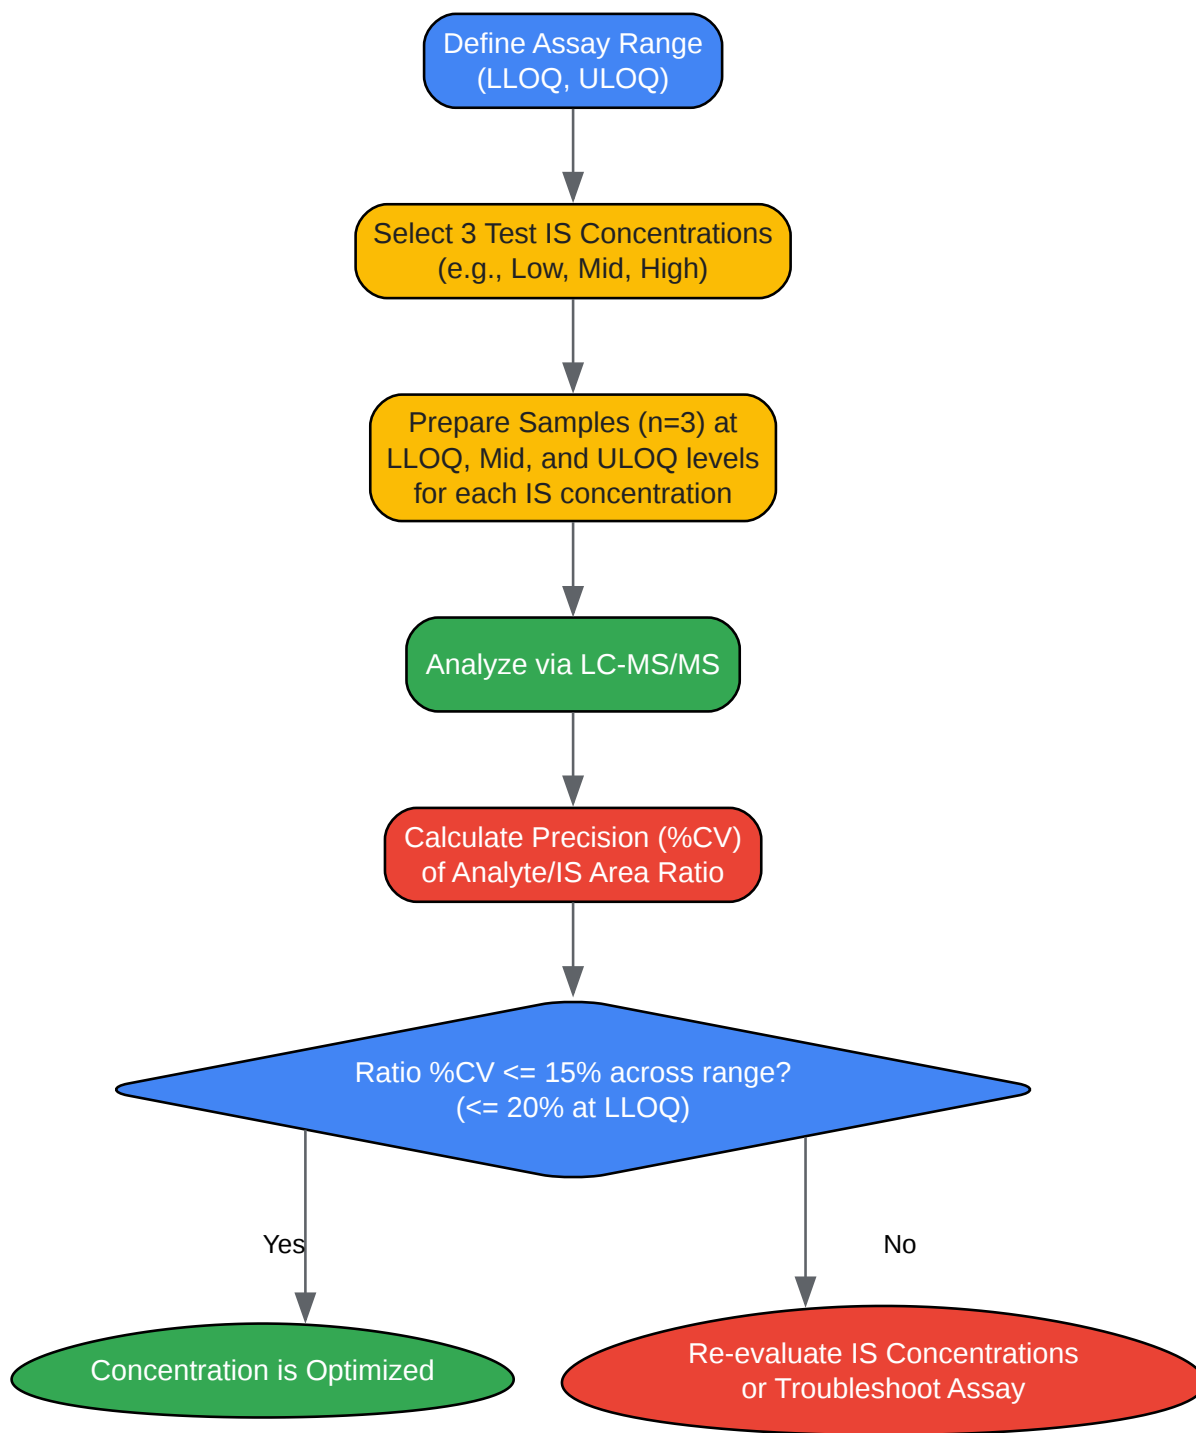 Define Assay Range
(LLOQ, ULOQ)
Select 3 Test IS Concentrations
(e.g., Low, Mid, High)
Prepare Samples (n=3) at
LLOQ, Mid, and ULOQ levels
for each IS concentration
Analyze via LC-MS/MS
Calculate Precision (%CV)
of Analyte/IS Area Ratio
Ratio %CV <= 15% across range?
(<= 20% at LLOQ)
Yes
No
Concentration is Optimized
Re-evaluate IS Concentrations
or Troubleshoot Assay